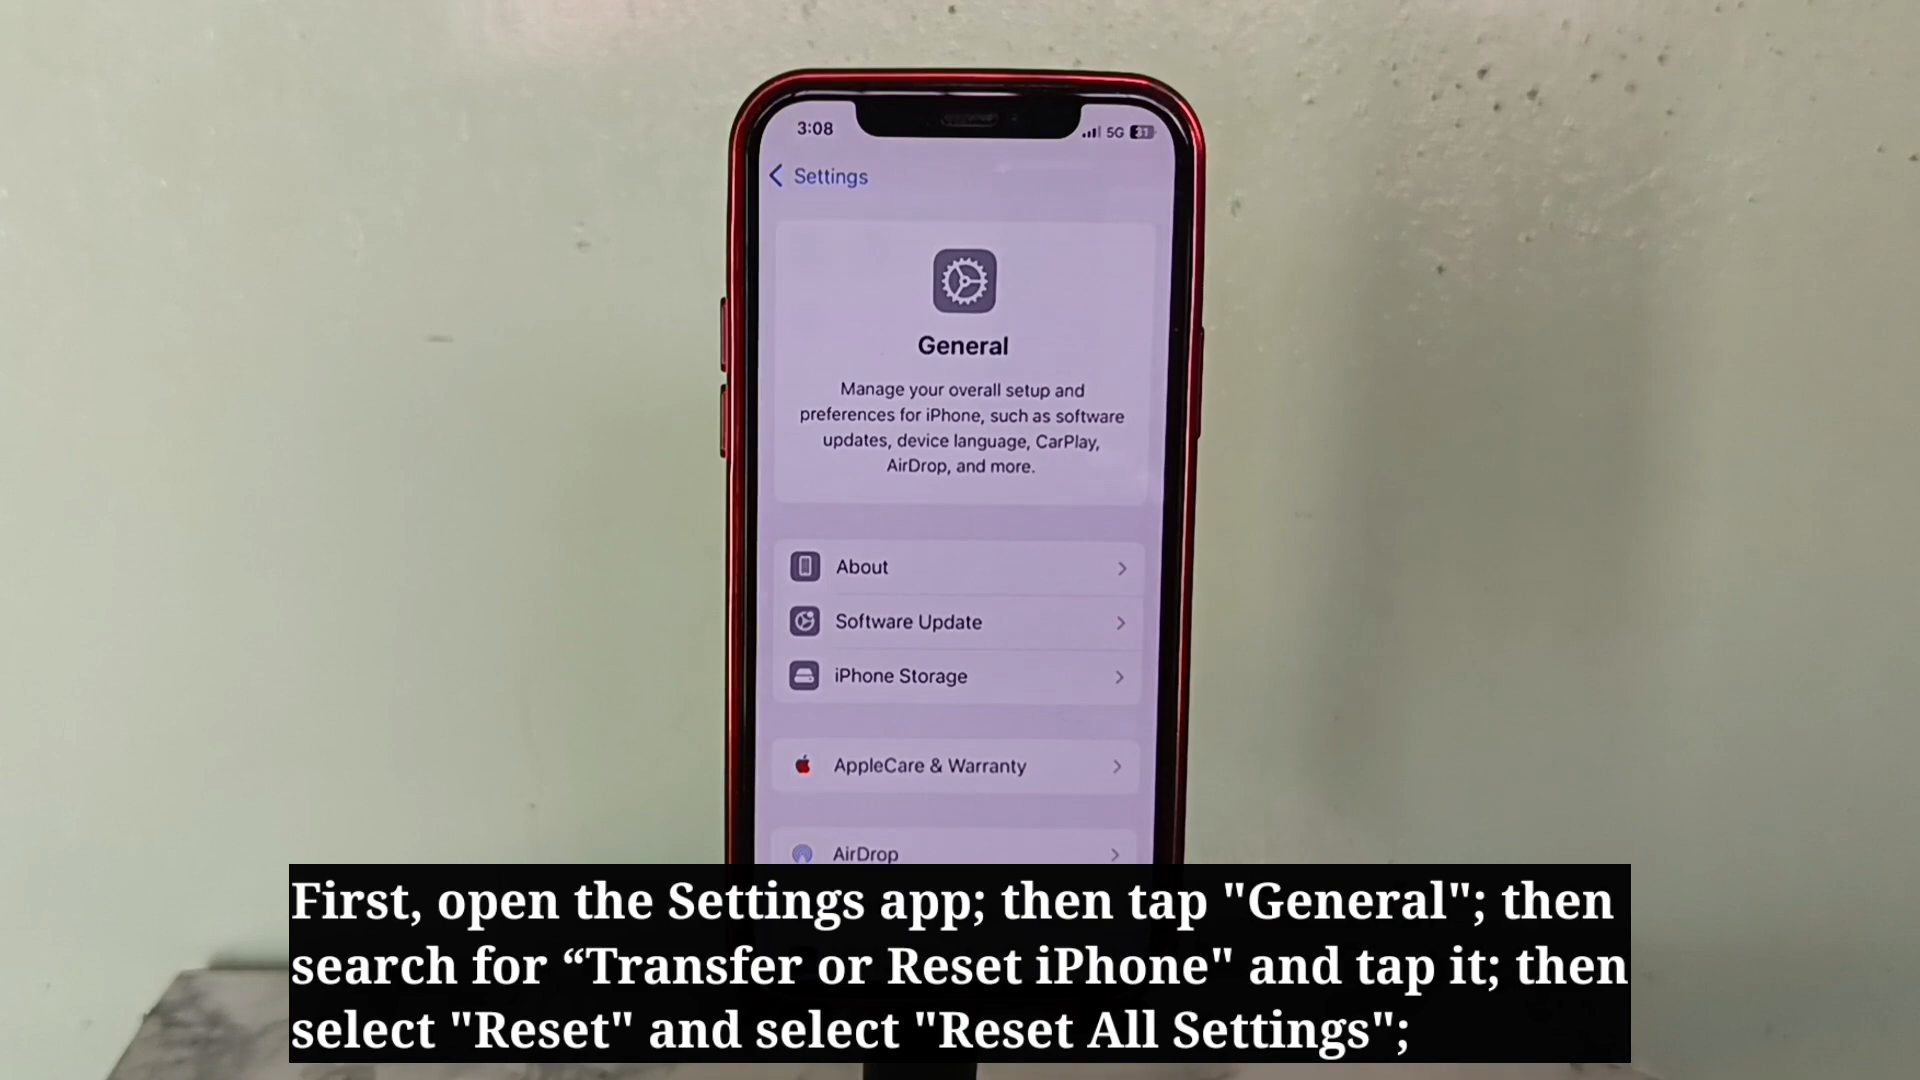 3:08
5G 31
Settings
General
Manage your overall setup and
preferences for iPhone, such as software
updates, device language, CarPlay,
AirDrop, and more.
About
Software Update
iPhone Storage
AppleCare & Warranty
AirDrop
First, open the Settings app; then tap "General"; then
search for “Transfer or Reset iPhone" and tap it; then
select "Reset" and select "Reset All Settings";